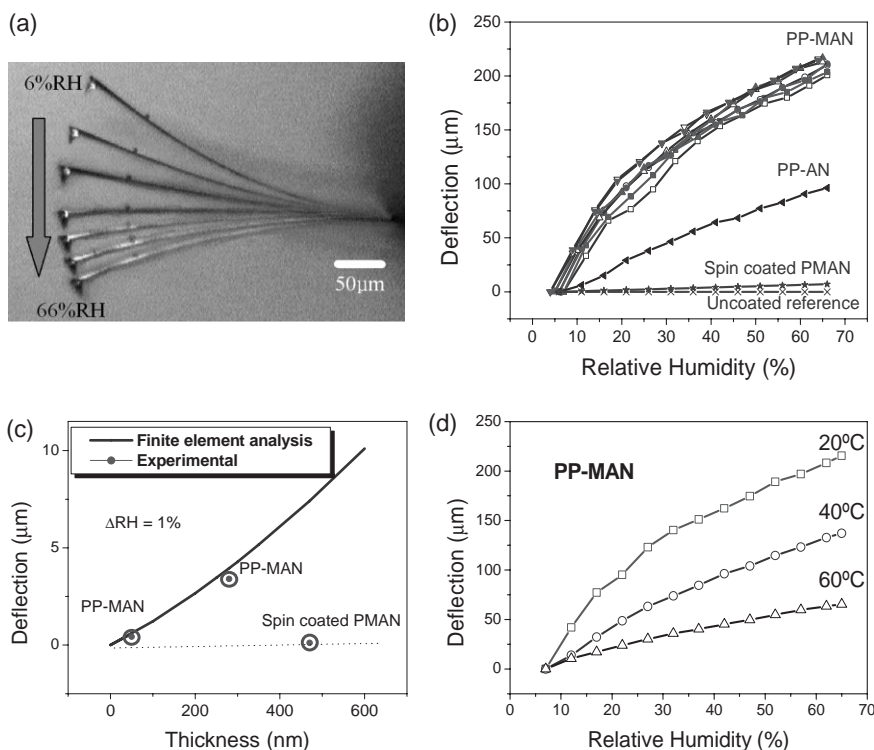 (a)
6%RH
66%RH
50μm
(b)
Deflection (μm)
250
200
150
100
50
0
PP-MAN
PP-AN
Spin coated PMAN
Uncoated reference
0 10 20 30 40 50 60 70
Relative Humidity (%)
(c)
Deflection (μm)
10
5
0
Finite element analysis
Experimental
ΔRH = 1%
PP-MAN
PP-MAN
Spin coated PMAN
0 200 400 600
Thickness (nm)
(d)
Deflection (μm)
250
200
150
100
50
0
PP-MAN
20ºC
40ºC
60ºC
0 10 20 30 40 50 60 70
Relative Humidity (%)